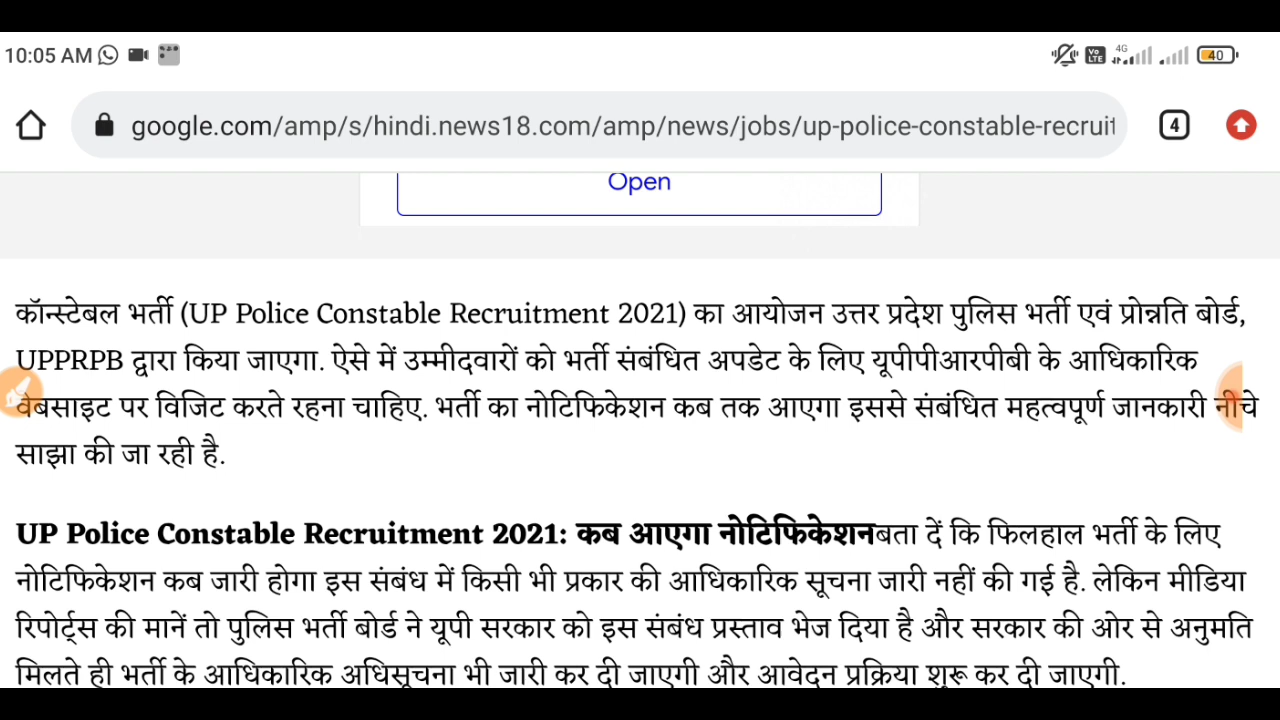 10:05 AM
Vo LTE 4G 40
google.com/amp/s/hindi.news18.com/amp/news/jobs/up-police-constable-recruit
4
Open
कॉन्स्टेबल भर्ती (UP Police Constable Recruitment 2021) का आयोजन उत्तर प्रदेश पुलिस भर्ती एवं प्रोन्नति बोर्ड,
UPPRPB द्वारा किया जाएगा. ऐसे में उम्मीदवारों को भर्ती संबंधित अपडेट के लिए यूपीपीआरपीबी के आधिकारिक
वेबसाइट पर विजिट करते रहना चाहिए. भर्ती का नोटिफिकेशन कब तक आएगा इससे संबंधित महत्वपूर्ण जानकारी नीचे
साझा की जा रही है.
UP Police Constable Recruitment 2021: कब आएगा नोटिफिकेशनबता दें कि फिलहाल भर्ती के लिए
नोटिफिकेशन कब जारी होगा इस संबंध में किसी भी प्रकार की आधिकारिक सूचना जारी नहीं की गई है. लेकिन मीडिया
रिपोर्ट्स की मानें तो पुलिस भर्ती बोर्ड ने यूपी सरकार को इस संबंध प्रस्ताव भेज दिया है और सरकार की ओर से अनुमति
मिलते ही भर्ती के आधिकारिक अधिसूचना भी जारी कर दी जाएगी और आवेदन प्रक्रिया शुरू कर दी जाएगी.